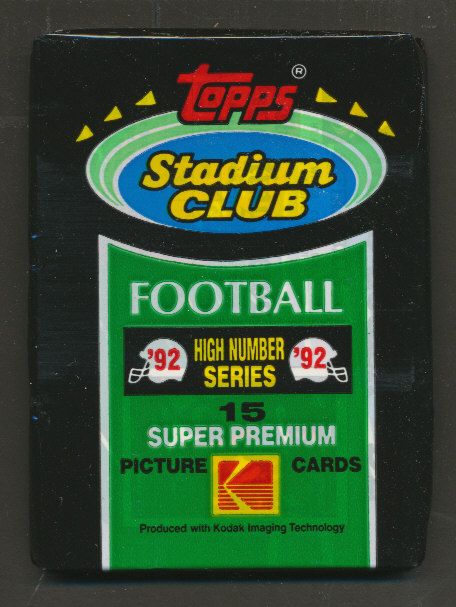 Topps ®
Stadium
CLUB
FOOTBALL
'92 HIGH NUMBER SERIES '92
15
SUPER PREMIUM
PICTURE CARDS
Kodak
Produced with Kodak Imaging Technology